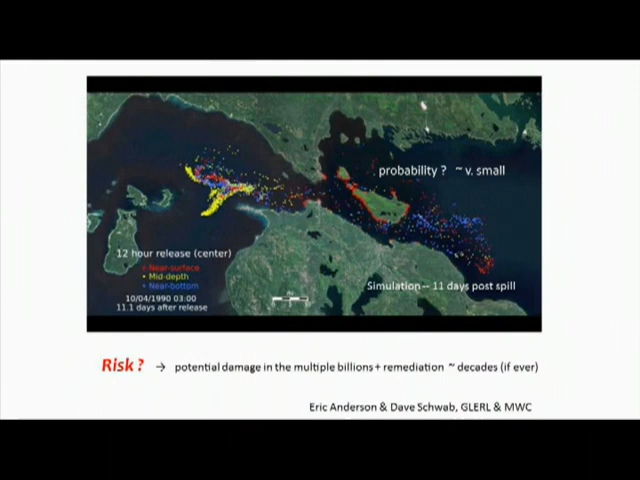 probability ? ~ v. small
12 hour release (center)
Near-surface
Mid-depth
Near-bottom
10/04/1990 03:00
11.1 days after release
Simulation – 11 days post spill
Risk ? → potential damage in the multiple billions + remediation ~ decades (if ever)
Eric Anderson & Dave Schwab, GLERL & MWC